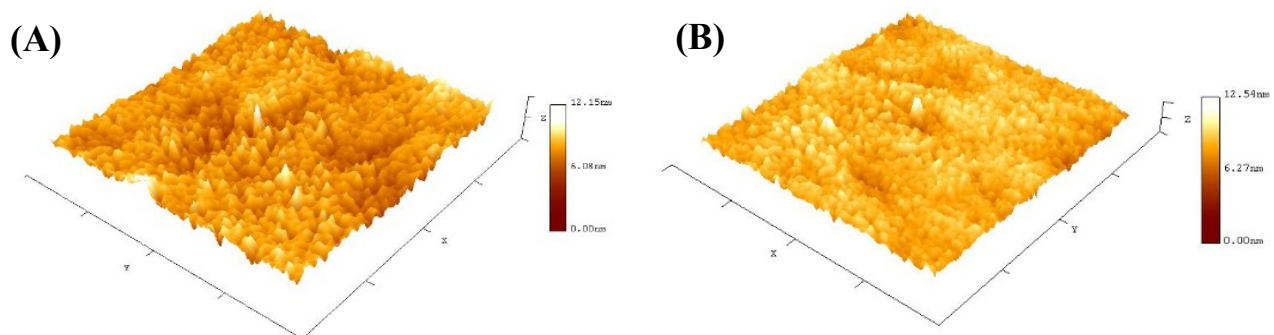 (A)
Z
12.15nm
6.08nm
0.00nm
X
Y
(B)
Z
12.54nm
6.27nm
0.00nm
Y
X